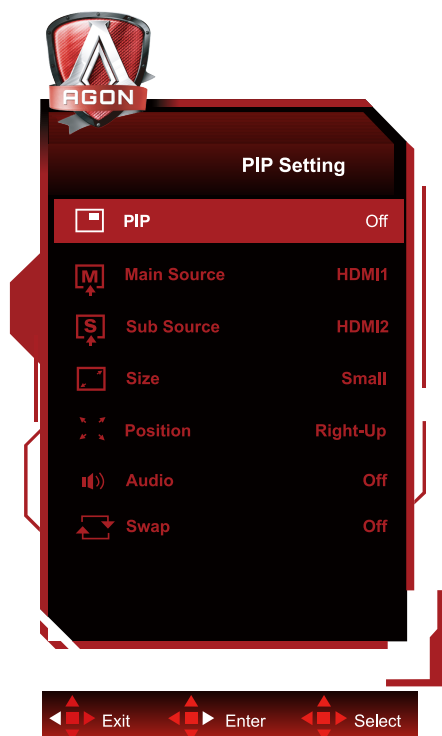 AGON
PIP Setting
PIP Off
Main Source HDMI1
Sub Source HDMI2
Size Small
Position Right-Up
Audio Off
Swap Off
Exit Enter Select